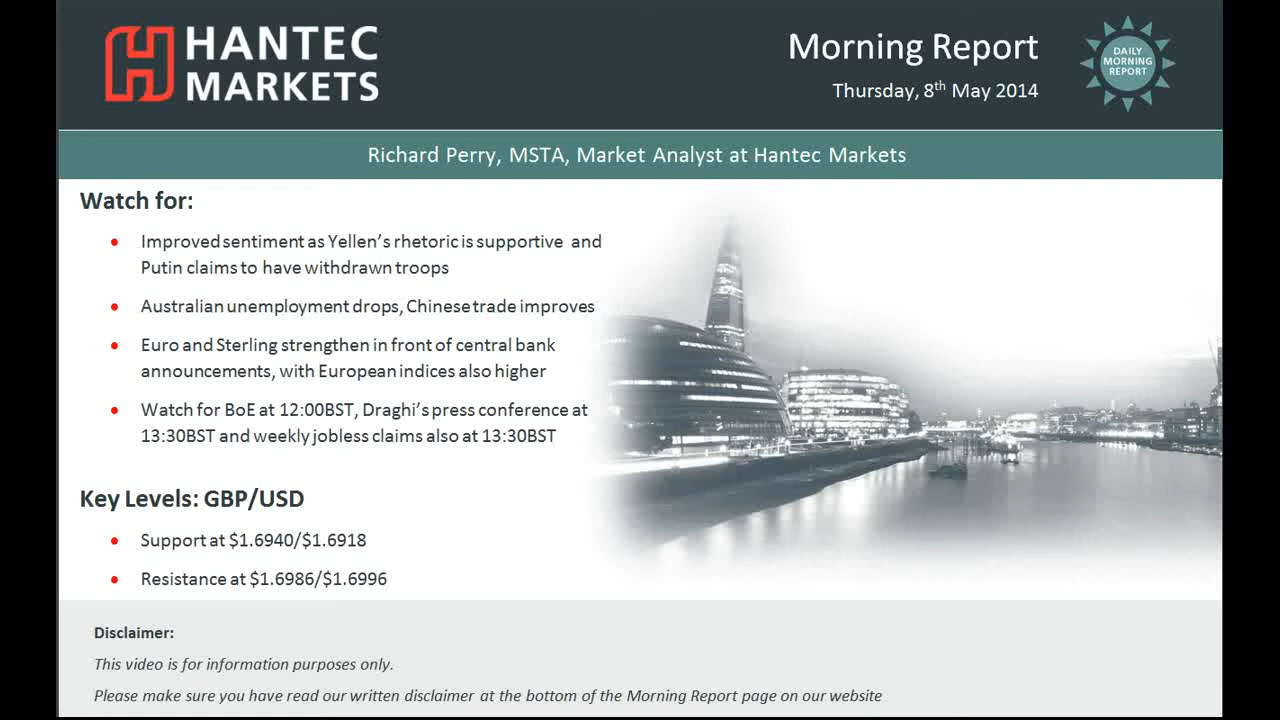 HANTEC
MARKETS
Morning Report
Thursday, 8th May 2014
DAILY
MORNING
REPORT
Richard Perry, MSTA, Market Analyst at Hantec Markets
Watch for:
Improved sentiment as Yellen's rhetoric is supportive and
Putin claims to have withdrawn troops
Australian unemployment drops, Chinese trade improves
Euro and Sterling strengthen in front of central bank
announcements, with European indices also higher
Watch for BoE at 12:00BST, Draghi's press conference at
13:30BST and weekly jobless claims also at 13:30BST
Key Levels: GBP/USD
Support at $1.6940/$1.6918
Resistance at $1.6986/$1.6996
Disclaimer:
This video is for information purposes only.
Please make sure you have read our written disclaimer at the bottom of the Morning Report page on our website